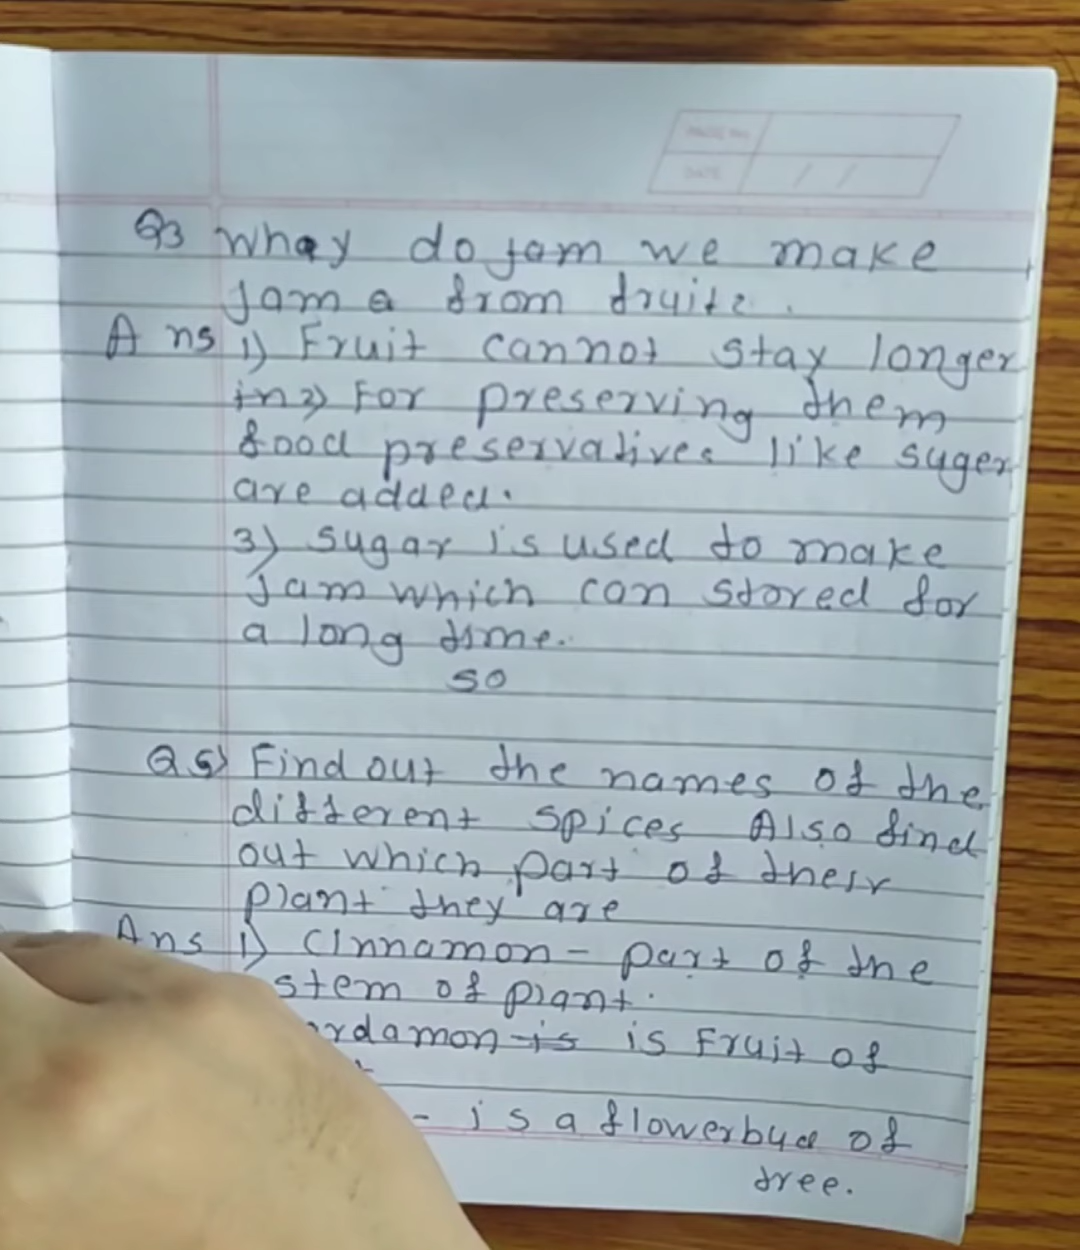 PAGE No.
DATE / /
Q3 Whay do jam we make
Jam from fruits.
Ans 1) Fruit cannot stay longer
in 2) For preserving them
food preservatives like suger
are added.
3) Sugar is used to make
Jam which can stored for
a long time.
so
Q5) Find out the names of the
different spices Also find
out which part of their
plant they are
Ans 1) Cinnamon - part of the
stem of plant.
rdamon is is Fruit of
- is a flowerbud of
tree.